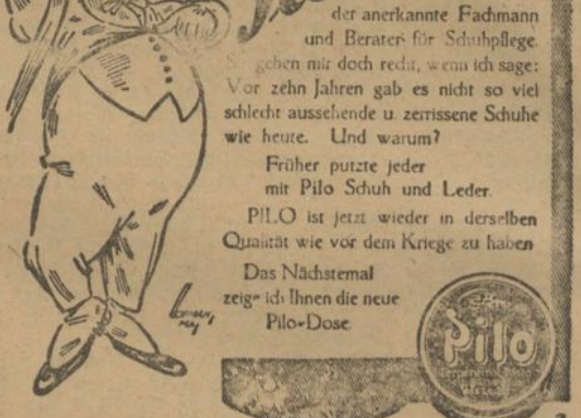 der anerkannte Fachmann
und Berater für Schuhpflege.
Sie geben mir doch recht, wenn ich sage:
Vor zehn Jahren gab es nicht so viel
schlecht aussehende u. zerrissene Schuhe
wie heute. Und warum?
Früher putzte jeder
mit Pilo Schuh und Leder.
PILO ist jetzt wieder in derselben
Qualität wie vor dem Kriege zu haben
Das Nächstemal
zeig' ich Ihnen die neue
Pilo-Dose.
Pilo